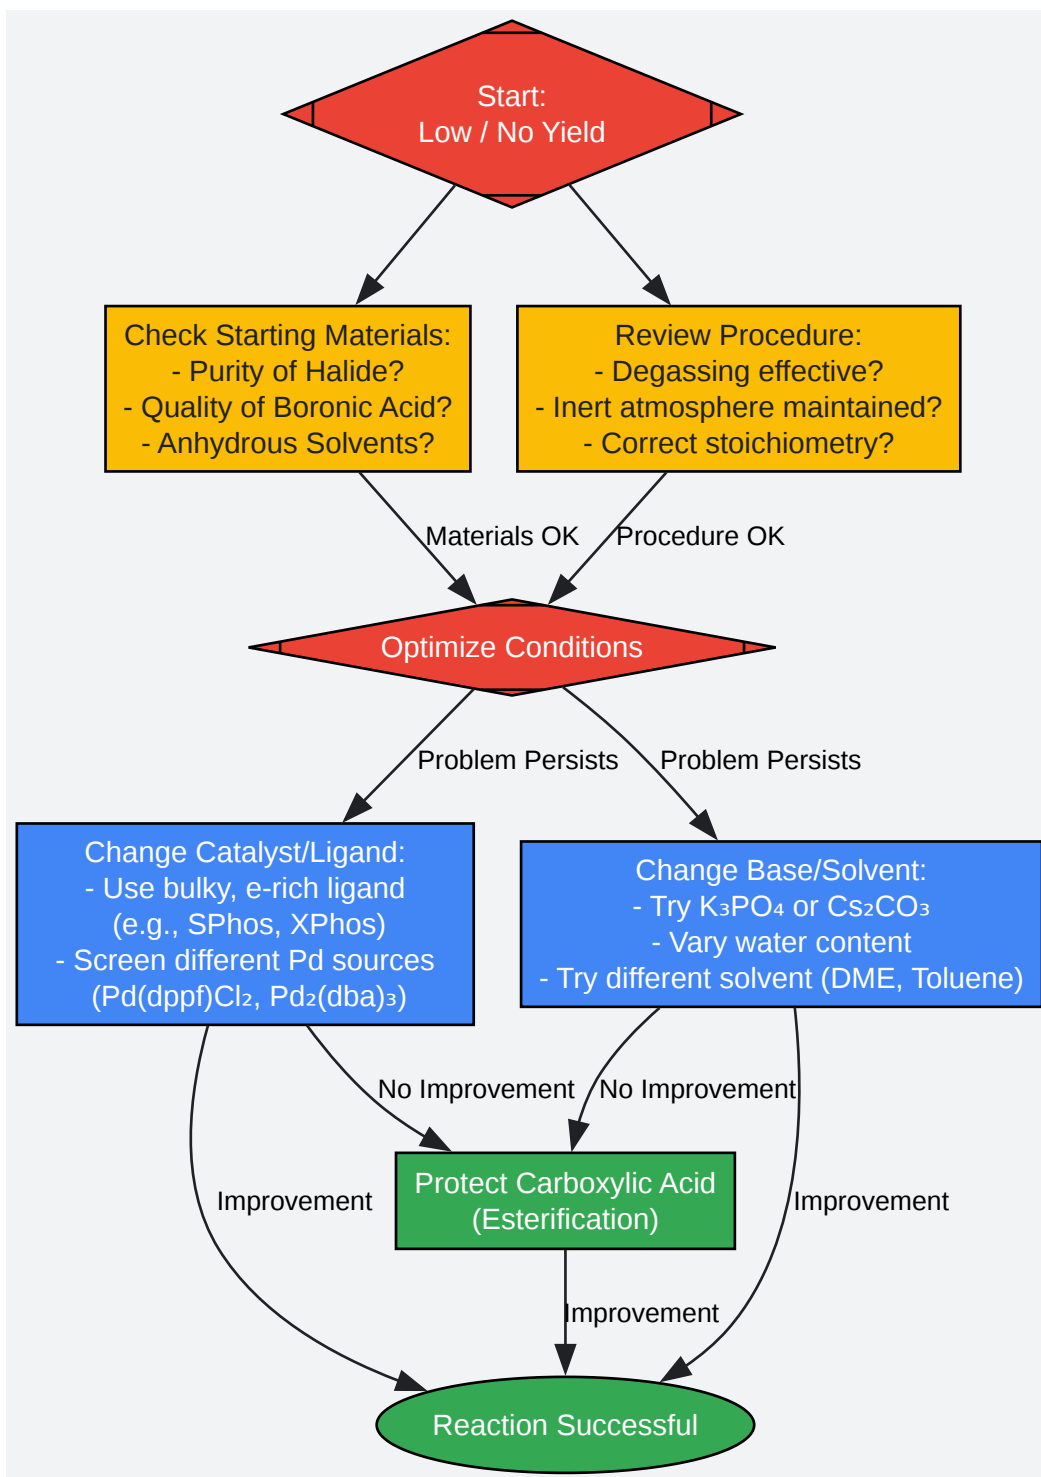 Start:
Low / No Yield
Check Starting Materials:
- Purity of Halide?
- Quality of Boronic Acid?
- Anhydrous Solvents?
Review Procedure:
- Degassing effective?
- Inert atmosphere maintained?
- Correct stoichiometry?
Materials OK
Procedure OK
Optimize Conditions
Problem Persists
Problem Persists
Change Catalyst/Ligand:
- Use bulky, e-rich ligand
(e.g., SPhos, XPhos)
- Screen different Pd sources
(Pd(dppf)Cl₂, Pd₂(dba)₃)
Change Base/Solvent:
- Try K₃PO₄ or Cs₂CO₃
- Vary water content
- Try different solvent (DME, Toluene)
No Improvement
No Improvement
Protect Carboxylic Acid
(Esterification)
Improvement
Improvement
Improvement
Reaction Successful